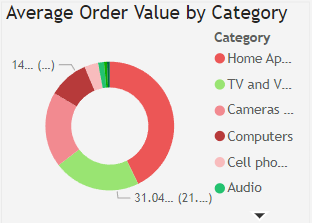 Average Order Value by Category
Category
Home Ap...
TV and V...
Cameras ...
Computers
Cell pho...
Audio
14... (...)
31.04... (21....)